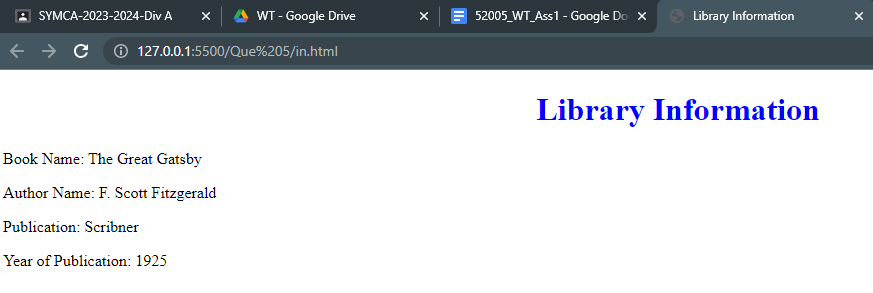 SYMCA-2023-2024-Div A
WT - Google Drive
52005_WT_Ass1 - Google Do
Library Information
127.0.0.1:5500/Que%205/in.html
Library Information
Book Name: The Great Gatsby
Author Name: F. Scott Fitzgerald
Publication: Scribner
Year of Publication: 1925